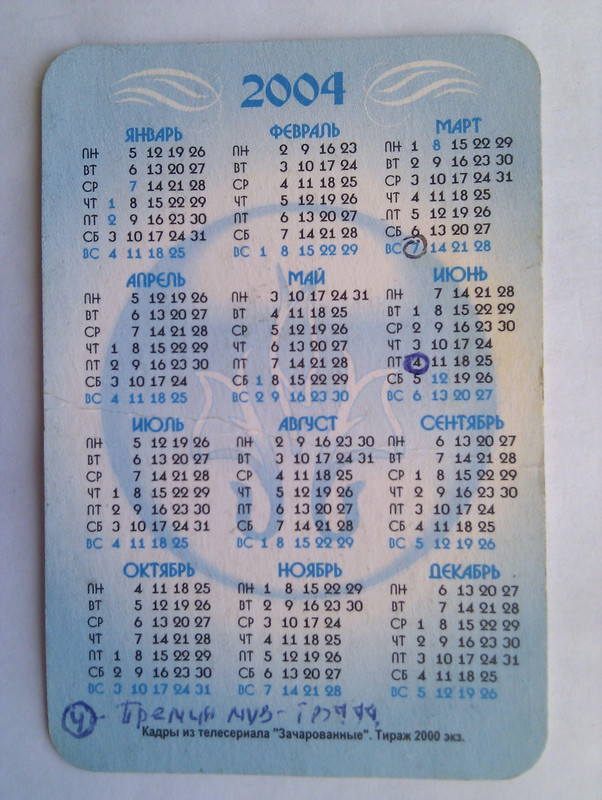 2004
ЯНВАРЬ
ПН 5 12 19 26
ВТ 6 13 20 27
СР 7 14 21 28
ЧТ 1 8 15 22 29
ПТ 2 9 16 23 30
СБ 3 10 17 24 31
ВС 4 11 18 25
ФЕВРАЛЬ
ПН 2 9 16 23
ВТ 3 10 17 24
СР 4 11 18 25
ЧТ 5 12 19 26
ПТ 6 13 20 27
СБ 7 14 21 28
ВС 1 8 15 22 29
МАРТ
ПН 1 8 15 22 29
ВТ 2 9 16 23 30
СР 3 10 17 24 31
ЧТ 4 11 18 25
ПТ 5 12 19 26
СБ 6 13 20 27
ВС 7 14 21 28
АПРЕЛЬ
ПН 5 12 19 26
ВТ 6 13 20 27
СР 7 14 21 28
ЧТ 1 8 15 22 29
ПТ 2 9 16 23 30
СБ 3 10 17 24
ВС 4 11 18 25
МАЙ
ПН 3 10 17 24 31
ВТ 4 11 18 25
СР 5 12 19 26
ЧТ 6 13 20 27
ПТ 7 14 21 28
СБ 1 8 15 22 29
ВС 2 9 16 23 30
ИЮНЬ
ПН 7 14 21 28
ВТ 1 8 15 22 29
СР 2 9 16 23 30
ЧТ 3 10 17 24
ПТ 4 11 18 25
СБ 5 12 19 26
ВС 6 13 20 27
ИЮЛЬ
ПН 5 12 19 26
ВТ 6 13 20 27
СР 7 14 21 28
ЧТ 1 8 15 22 29
ПТ 2 9 16 23 30
СБ 3 10 17 24 31
ВС 4 11 18 25
АВГУСТ
ПН 2 9 16 23 30
ВТ 3 10 17 24 31
СР 4 11 18 25
ЧТ 5 12 19 26
ПТ 6 13 20 27
СБ 7 14 21 28
ВС 1 8 15 22 29
СЕНТЯБРЬ
ПН 6 13 20 27
ВТ 7 14 21 28
СР 1 8 15 22 29
ЧТ 2 9 16 23 30
ПТ 3 10 17 24
СБ 4 11 18 25
ВС 5 12 19 26
ОКТЯБРЬ
ПН 4 11 18 25
ВТ 5 12 19 26
СР 6 13 20 27
ЧТ 7 14 21 28
ПТ 1 8 15 22 29
СБ 2 9 16 23 30
ВС 3 10 17 24 31
НОЯБРЬ
ПН 1 8 15 22 29
ВТ 2 9 16 23 30
СР 3 10 17 24
ЧТ 4 11 18 25
ПТ 5 12 19 26
СБ 6 13 20 27
ВС 7 14 21 28
ДЕКАБРЬ
ПН 6 13 20 27
ВТ 7 14 21 28
СР 1 8 15 22 29
ЧТ 2 9 16 23 30
ПТ 3 10 17 24 31
СБ 4 11 18 25
ВС 5 12 19 26
4 - Премия
Кадры из телесериала "Зачарованные". Тираж 2000 экз.